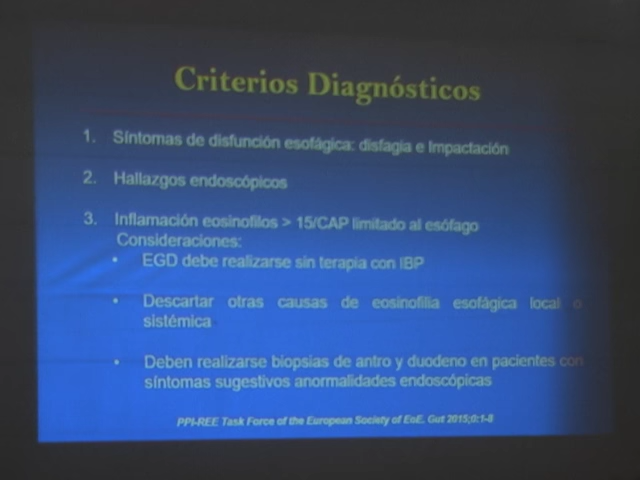 Criterios Diagnósticos
1. Síntomas de disfunción esofágica: disfagia e Impactación
2. Hallazgos endoscópicos
3. Inflamación eosinofilos > 15/CAP limitado al esófago
Consideraciones:
• EGD debe realizarse sin terapia con IBP
• Descartar otras causas de eosinofilia esofágica local o
sistémica
• Deben realizarse biopsias de antro y duodeno en pacientes con
síntomas sugestivos anormalidades endoscópicas
PPI-REE Task Force of the European Society of EoE. Gut 2015;0:1-8